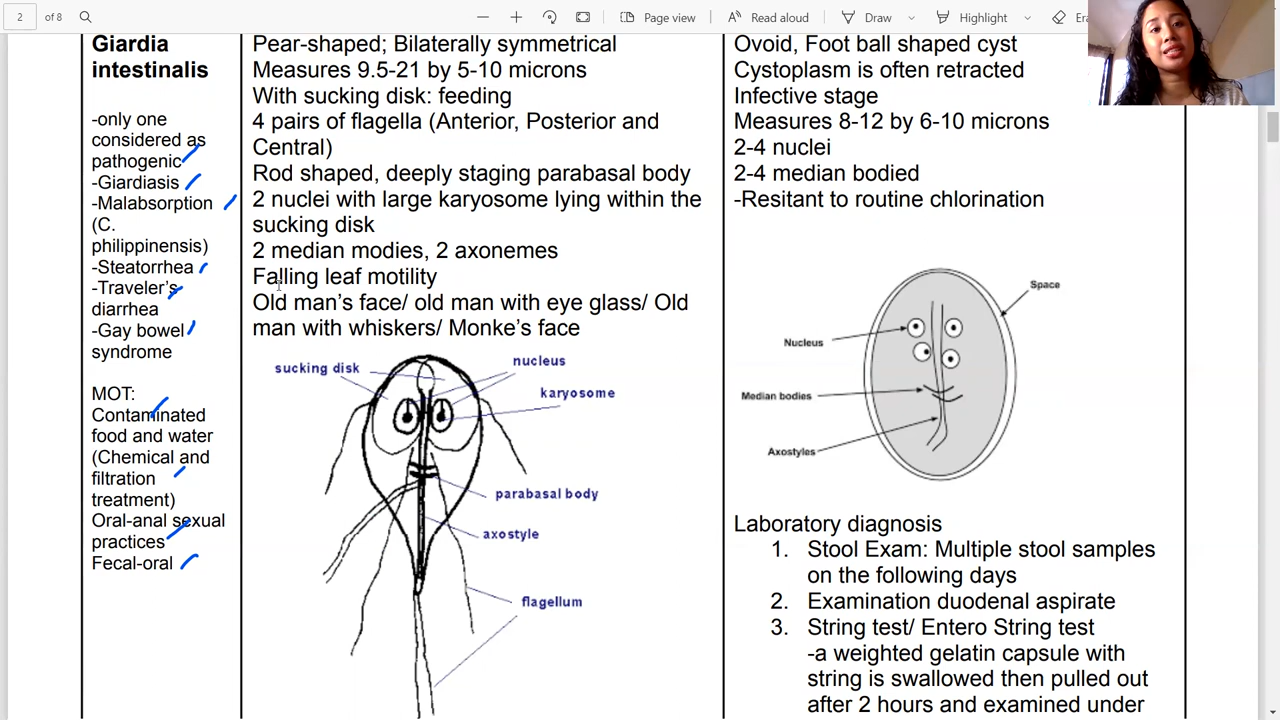 2
of 8
Page view
Read aloud
Draw
Highlight
Giardia
intestinalis
-only one
considered as
pathogenic
-Giardiasis
-Malabsorption
(C.
philippinensis)
-Steatorrhea
-Traveler's
diarrhea
-Gay bowel
syndrome
MOT:
Contaminated
food and water
(Chemical and
filtration
treatment)
Oral-anal sexual
practices
Fecal-oral
Pear-shaped; Bilaterally symmetrical
Measures 9.5-21 by 5-10 microns
With sucking disk: feeding
4 pairs of flagella (Anterior, Posterior and
Central)
Rod shaped, deeply staging parabasal body
2 nuclei with large karyosome lying within the
sucking disk
2 median modies, 2 axonemes
Falling leaf motility
Old man's face/ old man with eye glass/ Old
man with whiskers/ Monke's face
sucking disk
nucleus
karyosome
parabasal body
axostyle
flagellum
Ovoid, Foot ball shaped cyst
Cystoplasm is often retracted
Infective stage
Measures 8-12 by 6-10 microns
2-4 nuclei
2-4 median bodied
-Resitant to routine chlorination
Space
Nucleus
Median bodies
Axostyles
Laboratory diagnosis
1. Stool Exam: Multiple stool samples
on the following days
2. Examination duodenal aspirate
3. String test/ Entero String test
-a weighted gelatin capsule with
string is swallowed then pulled out
after 2 hours and examined under